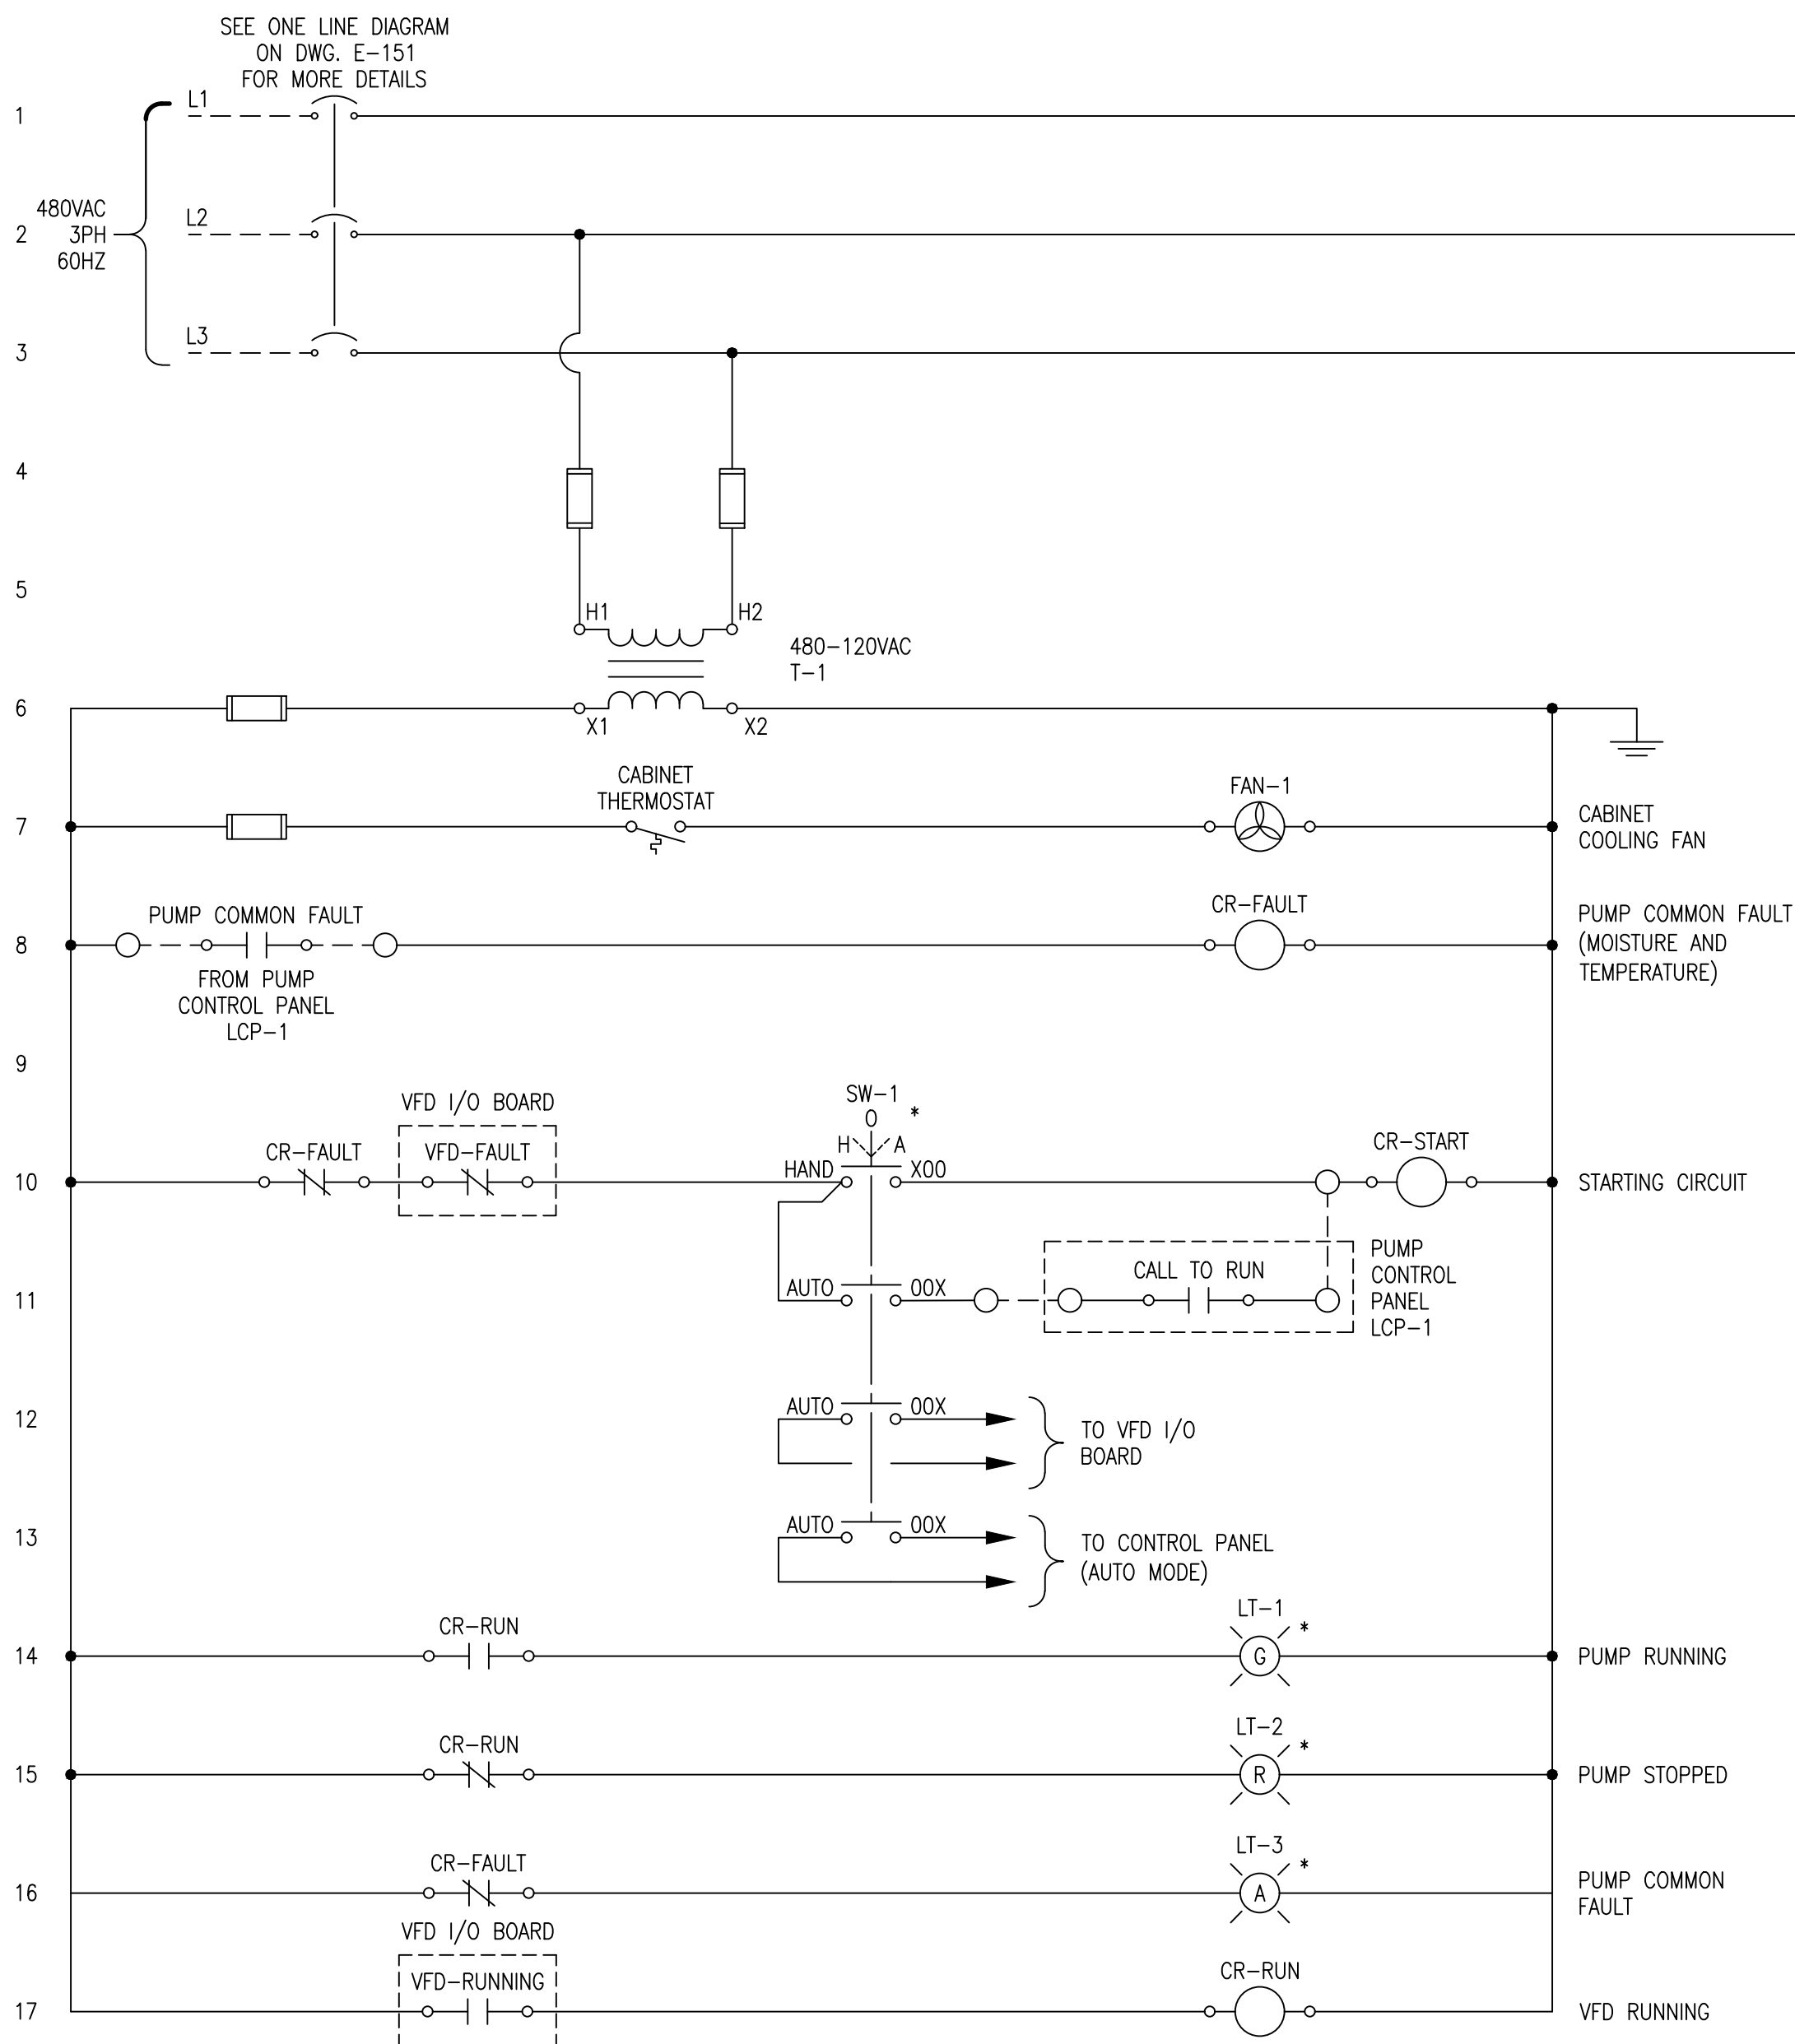 SEE ONE LINE DIAGRAM
ON DWG. E-151
FOR MORE DETAILS
1
L1
480VAC
3PH
60HZ
2
L2
3
L3
4
5
H1
H2
480-120VAC
T-1
6
X1
X2
CABINET
THERMOSTAT
FAN-1
7
CABINET
COOLING FAN
PUMP COMMON FAULT
CR-FAULT
8
FROM PUMP
CONTROL PANEL
LCP-1
PUMP COMMON FAULT
(MOISTURE AND
TEMPERATURE)
9
VFD I/O BOARD
SW-1
O *
H A
CR-FAULT
VFD-FAULT
HAND
X00
CR-START
10
STARTING CIRCUIT
11
AUTO
00X
CALL TO RUN
PUMP
CONTROL
PANEL
LCP-1
12
AUTO
00X
TO VFD I/O
BOARD
13
AUTO
00X
TO CONTROL PANEL
(AUTO MODE)
14
CR-RUN
LT-1
*
G
PUMP RUNNING
15
CR-RUN
LT-2
*
R
PUMP STOPPED
16
CR-FAULT
LT-3
*
A
PUMP COMMON
FAULT
VFD I/O BOARD
17
VFD-RUNNING
CR-RUN
VFD RUNNING